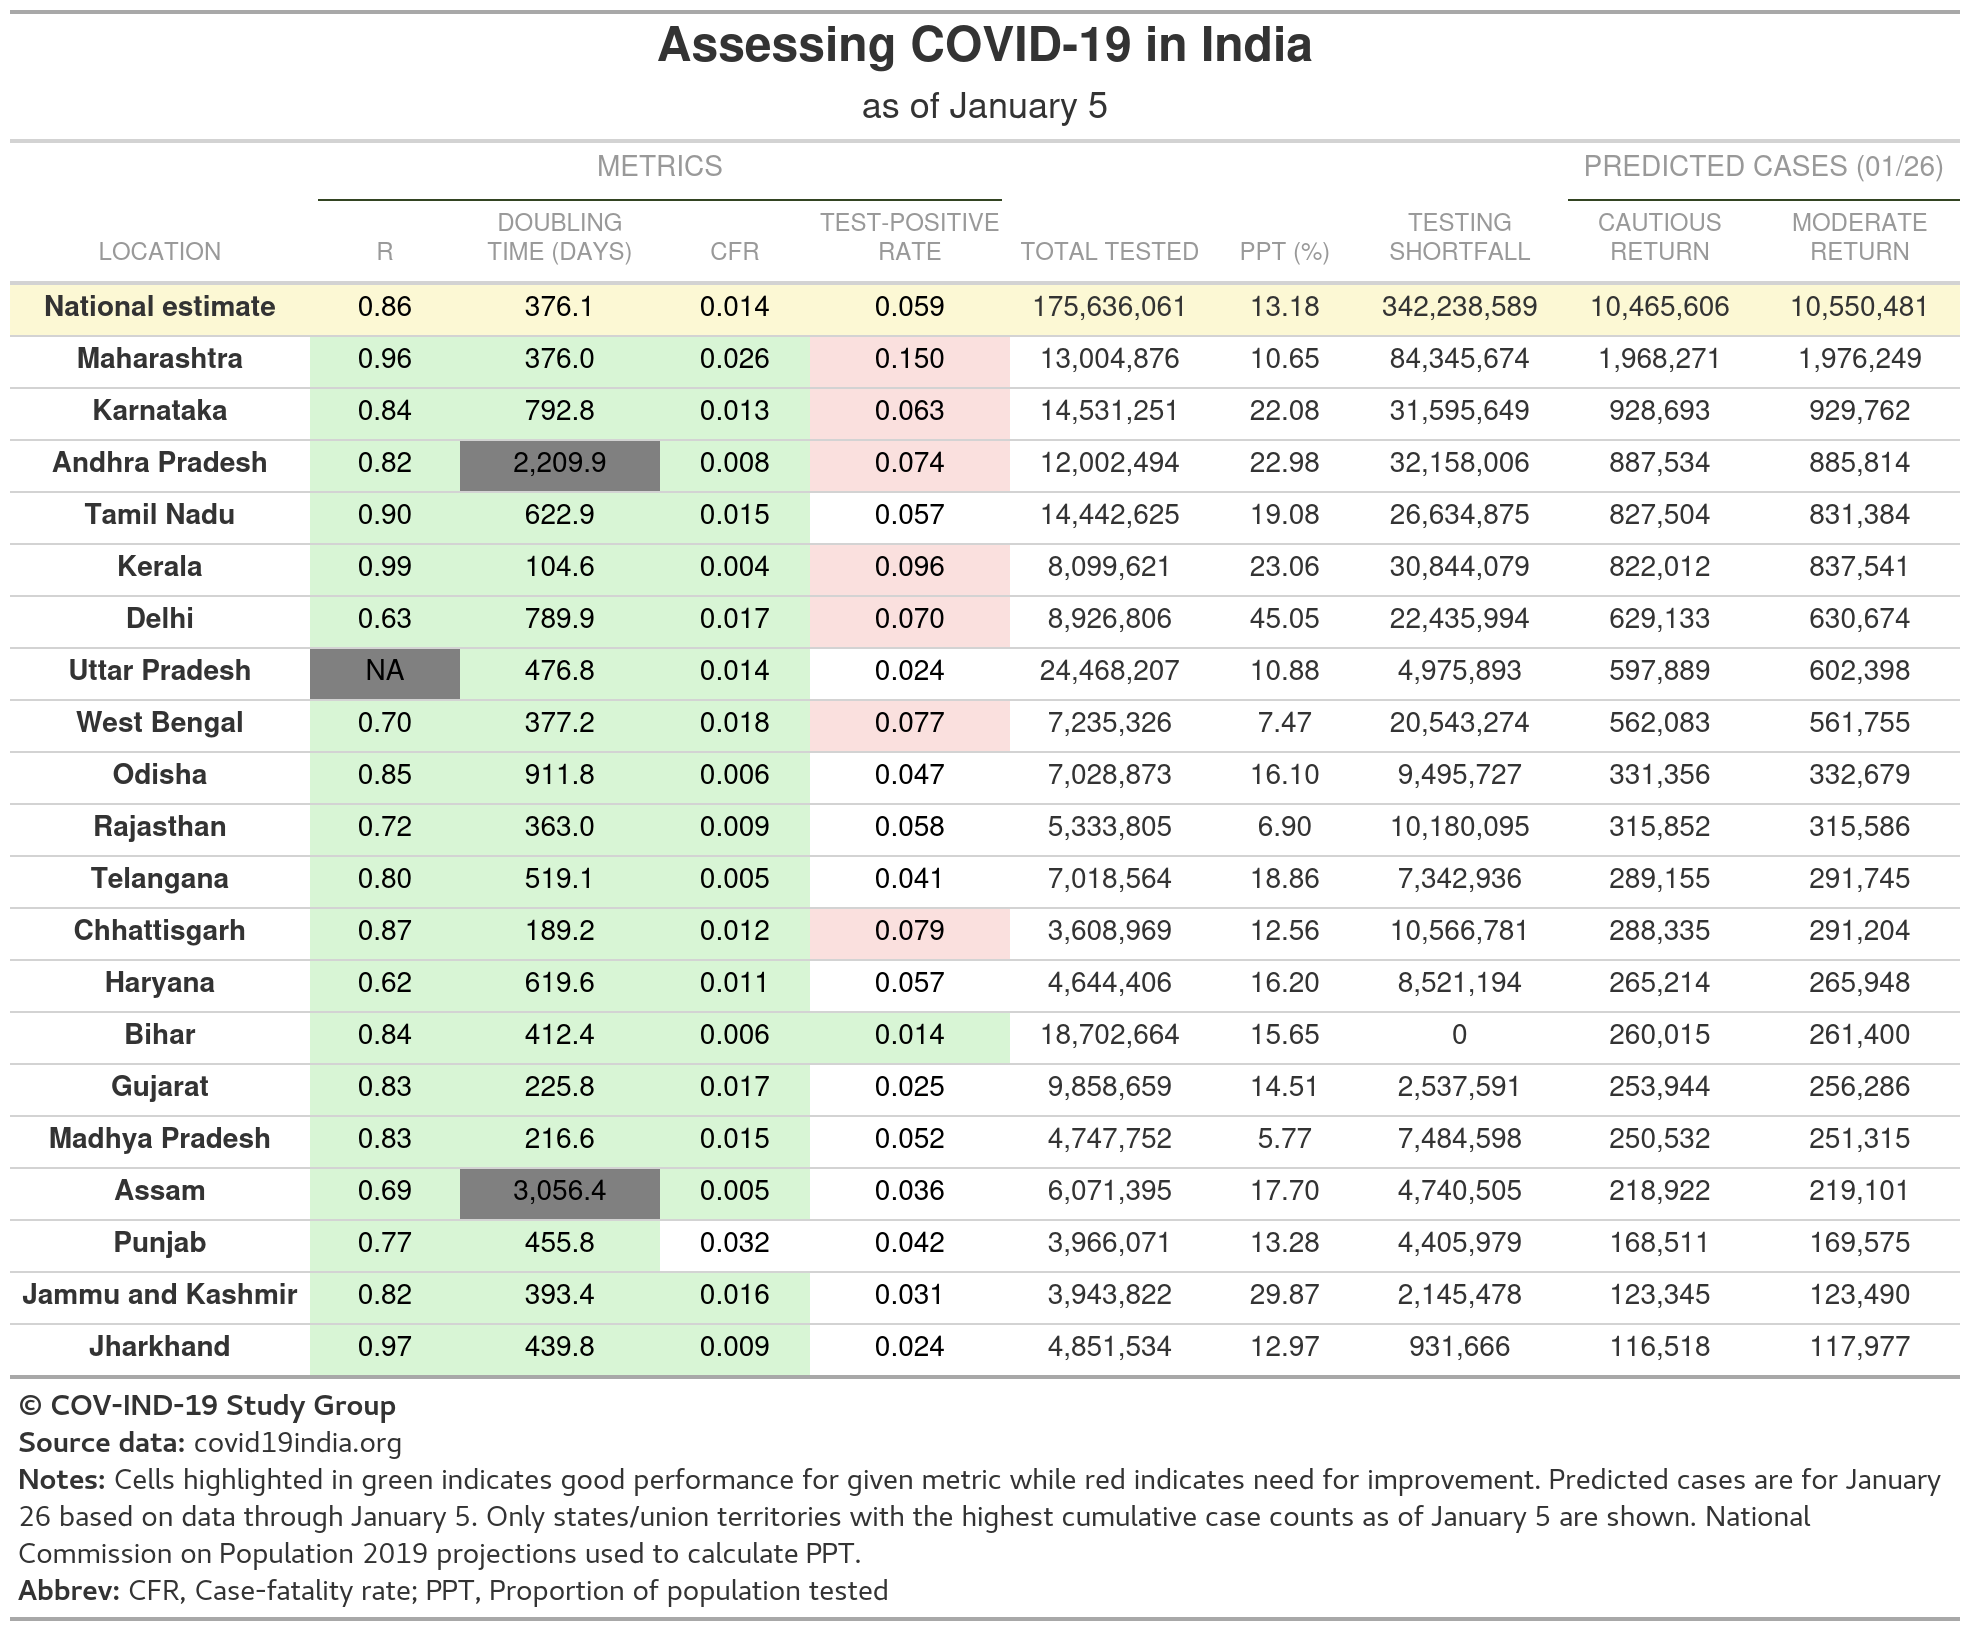 Assessing COVID-19 in India
as of January 5
METRICS PREDICTED CASES (01/26)
LOCATION R DOUBLING TIME (DAYS) CFR TEST-POSITIVE RATE TOTAL TESTED PPT (%) TESTING SHORTFALL CAUTIOUS RETURN MODERATE RETURN
National estimate 0.86 376.1 0.014 0.059 175,636,061 13.18 342,238,589 10,465,606 10,550,481
Maharashtra 0.96 376.0 0.026 0.150 13,004,876 10.65 84,345,674 1,968,271 1,976,249
Karnataka 0.84 792.8 0.013 0.063 14,531,251 22.08 31,595,649 928,693 929,762
Andhra Pradesh 0.82 2,209.9 0.008 0.074 12,002,494 22.98 32,158,006 887,534 885,814
Tamil Nadu 0.90 622.9 0.015 0.057 14,442,625 19.08 26,634,875 827,504 831,384
Kerala 0.99 104.6 0.004 0.096 8,099,621 23.06 30,844,079 822,012 837,541
Delhi 0.63 789.9 0.017 0.070 8,926,806 45.05 22,435,994 629,133 630,674
Uttar Pradesh NA 476.8 0.014 0.024 24,468,207 10.88 4,975,893 597,889 602,398
West Bengal 0.70 377.2 0.018 0.077 7,235,326 7.47 20,543,274 562,083 561,755
Odisha 0.85 911.8 0.006 0.047 7,028,873 16.10 9,495,727 331,356 332,679
Rajasthan 0.72 363.0 0.009 0.058 5,333,805 6.90 10,180,095 315,852 315,586
Telangana 0.80 519.1 0.005 0.041 7,018,564 18.86 7,342,936 289,155 291,745
Chhattisgarh 0.87 189.2 0.012 0.079 3,608,969 12.56 10,566,781 288,335 291,204
Haryana 0.62 619.6 0.011 0.057 4,644,406 16.20 8,521,194 265,214 265,948
Bihar 0.84 412.4 0.006 0.014 18,702,664 15.65 0 260,015 261,400
Gujarat 0.83 225.8 0.017 0.025 9,858,659 14.51 2,537,591 253,944 256,286
Madhya Pradesh 0.83 216.6 0.015 0.052 4,747,752 5.77 7,484,598 250,532 251,315
Assam 0.69 3,056.4 0.005 0.036 6,071,395 17.70 4,740,505 218,922 219,101
Punjab 0.77 455.8 0.032 0.042 3,966,071 13.28 4,405,979 168,511 169,575
Jammu and Kashmir 0.82 393.4 0.016 0.031 3,943,822 29.87 2,145,478 123,345 123,490
Jharkhand 0.97 439.8 0.009 0.024 4,851,534 12.97 931,666 116,518 117,977
© COV-IND-19 Study Group
Source data: covid19india.org
Notes: Cells highlighted in green indicates good performance for given metric while red indicates need for improvement. Predicted cases are for January
26 based on data through January 5. Only states/union territories with the highest cumulative case counts as of January 5 are shown. National
Commission on Population 2019 projections used to calculate PPT.
Abbrev: CFR, Case-fatality rate; PPT, Proportion of population tested